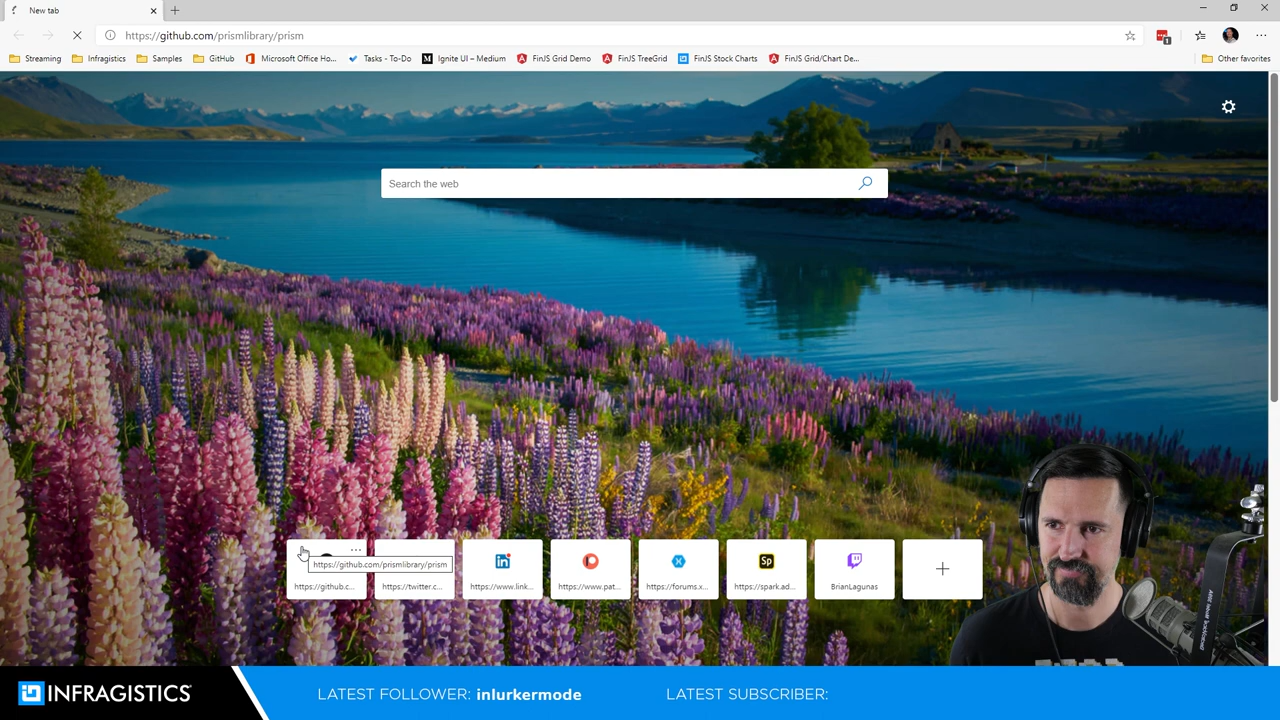 New tab
https://github.com/prismlibrary/prism
1
Streaming
Infragistics
Samples
GitHub
Microsoft Office Ho...
Tasks - To-Do
Ignite UI – Medium
FinJS Grid Demo
FinJS TreeGrid
FinJS Stock Charts
FinJS Grid/Chart De...
Other favorites
Search the web
https://github.com/prismlibrary/prism
https://github.c...
https://twitter.c...
https://www.link...
https://www.pat...
https://forums.x...
Sp
https://spark.ad...
BrianLagunas
INFRAGISTICS
LATEST FOLLOWER: inlurkermode
LATEST SUBSCRIBER: